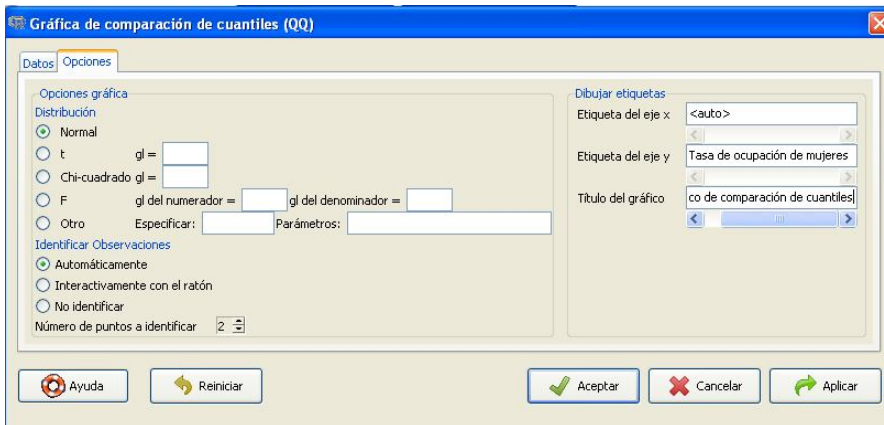 Gráfica de comparación de cuantiles (QQ)
Datos Opciones
Opciones gráfica
Distribución
Normal
t gl =
Chi-cuadrado gl =
F gl del numerador = gl del denominador =
Otro Especificar: Parámetros:
Identificar Observaciones
Automáticamente
Interactivamente con el ratón
No identificar
Número de puntos a identificar 2
Dibujar etiquetas
Etiqueta del eje x <auto>
Etiqueta del eje y Tasa de ocupación de mujeres
Título del gráfico co de comparación de cuantiles
Ayuda Reiniciar Aceptar Cancelar Aplicar